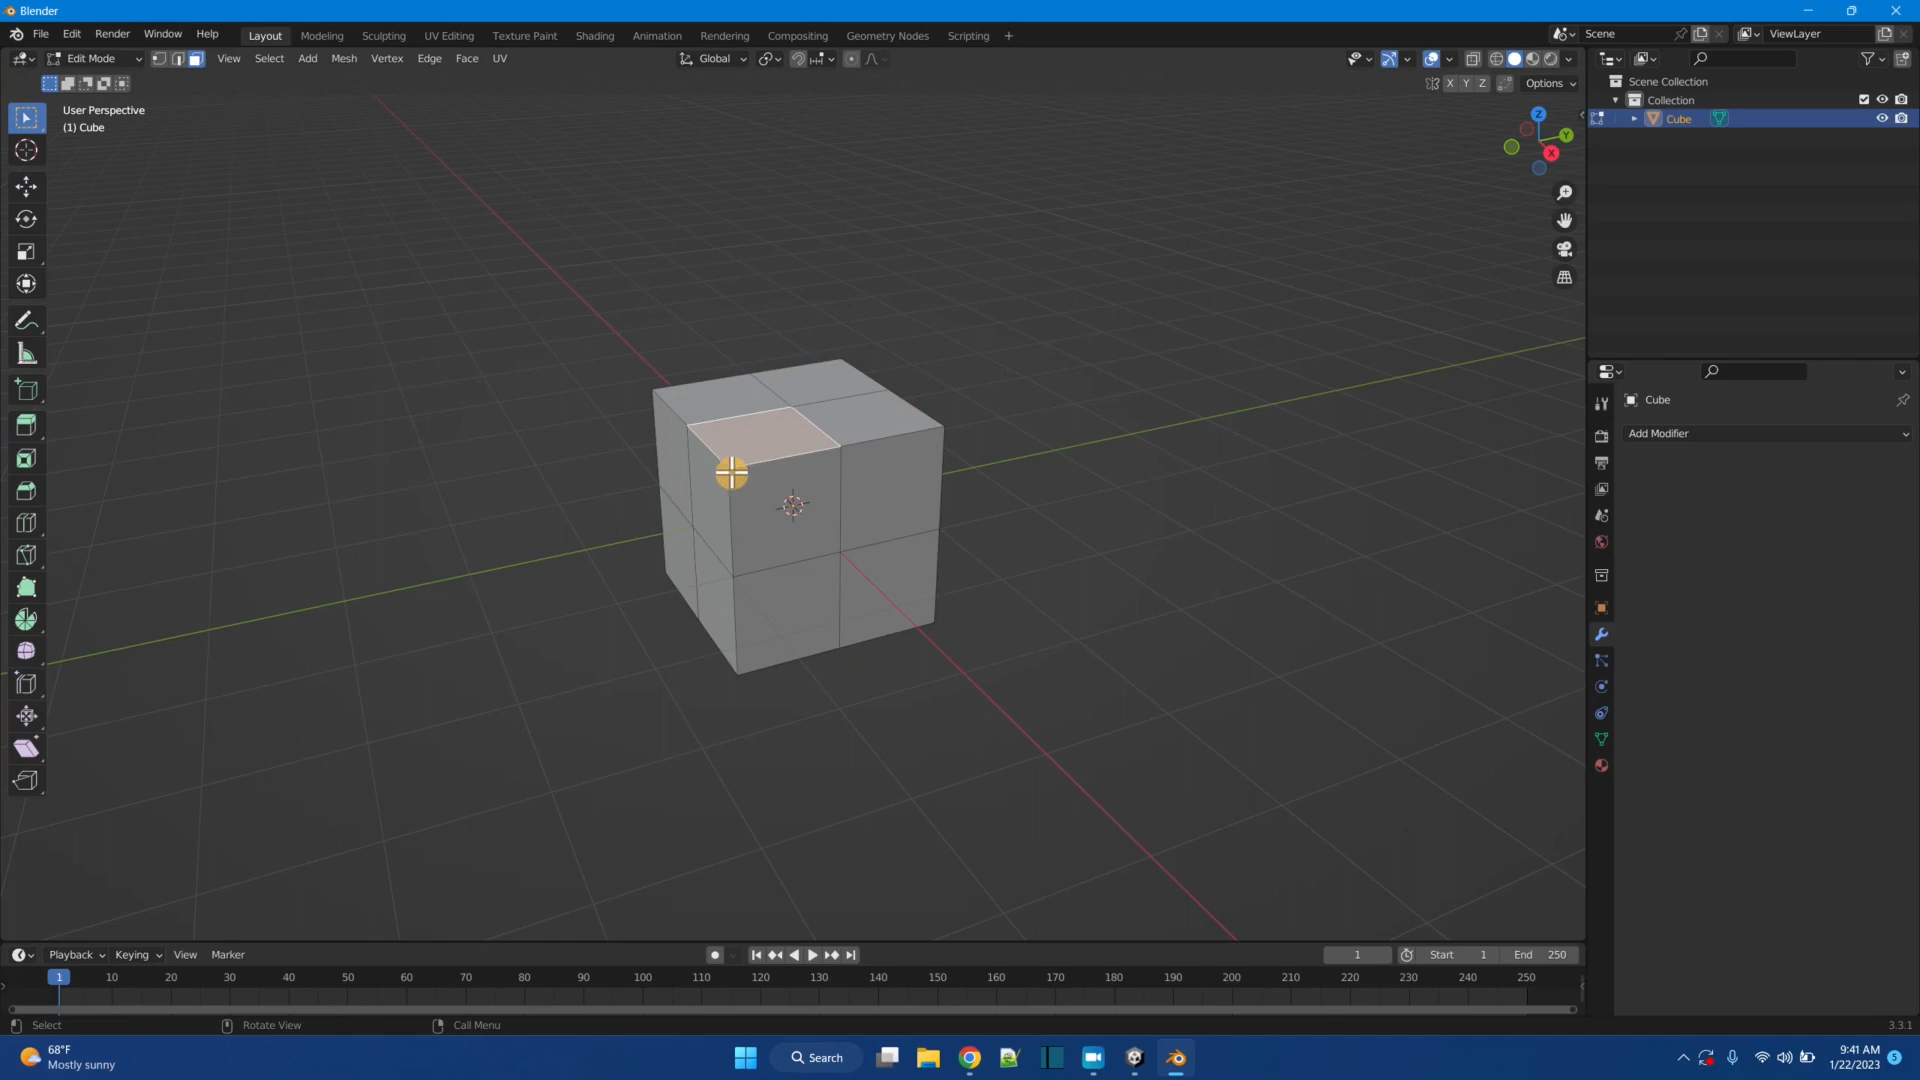 Blender
File Edit Render Window Help Layout Modeling Sculpting UV Editing Texture Paint Shading Animation Rendering Compositing Geometry Nodes Scripting + Scene ViewLayer
Edit Mode View Select Add Mesh Vertex Edge Face UV Global
X Y Z Options
User Perspective
(1) Cube
Z
Y
X
Scene Collection
Collection
Cube
Cube
Add Modifier
Playback Keying View Marker 1 Start 1 End 250
1 10 20 30 40 50 60 70 80 90 100 110 120 130 140 150 160 170 180 190 200 210 220 230 240 250
Select Rotate View Call Menu 3.3.1
68°F
Mostly sunny
Search
9:41 AM
1/22/2023
5